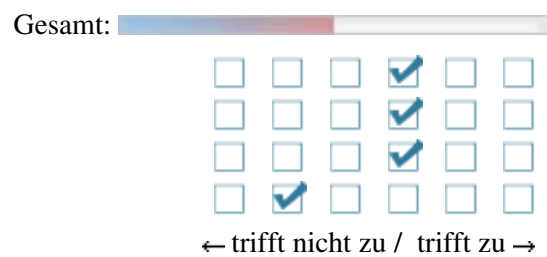 Gesamt:
← trifft nicht zu / trifft zu →